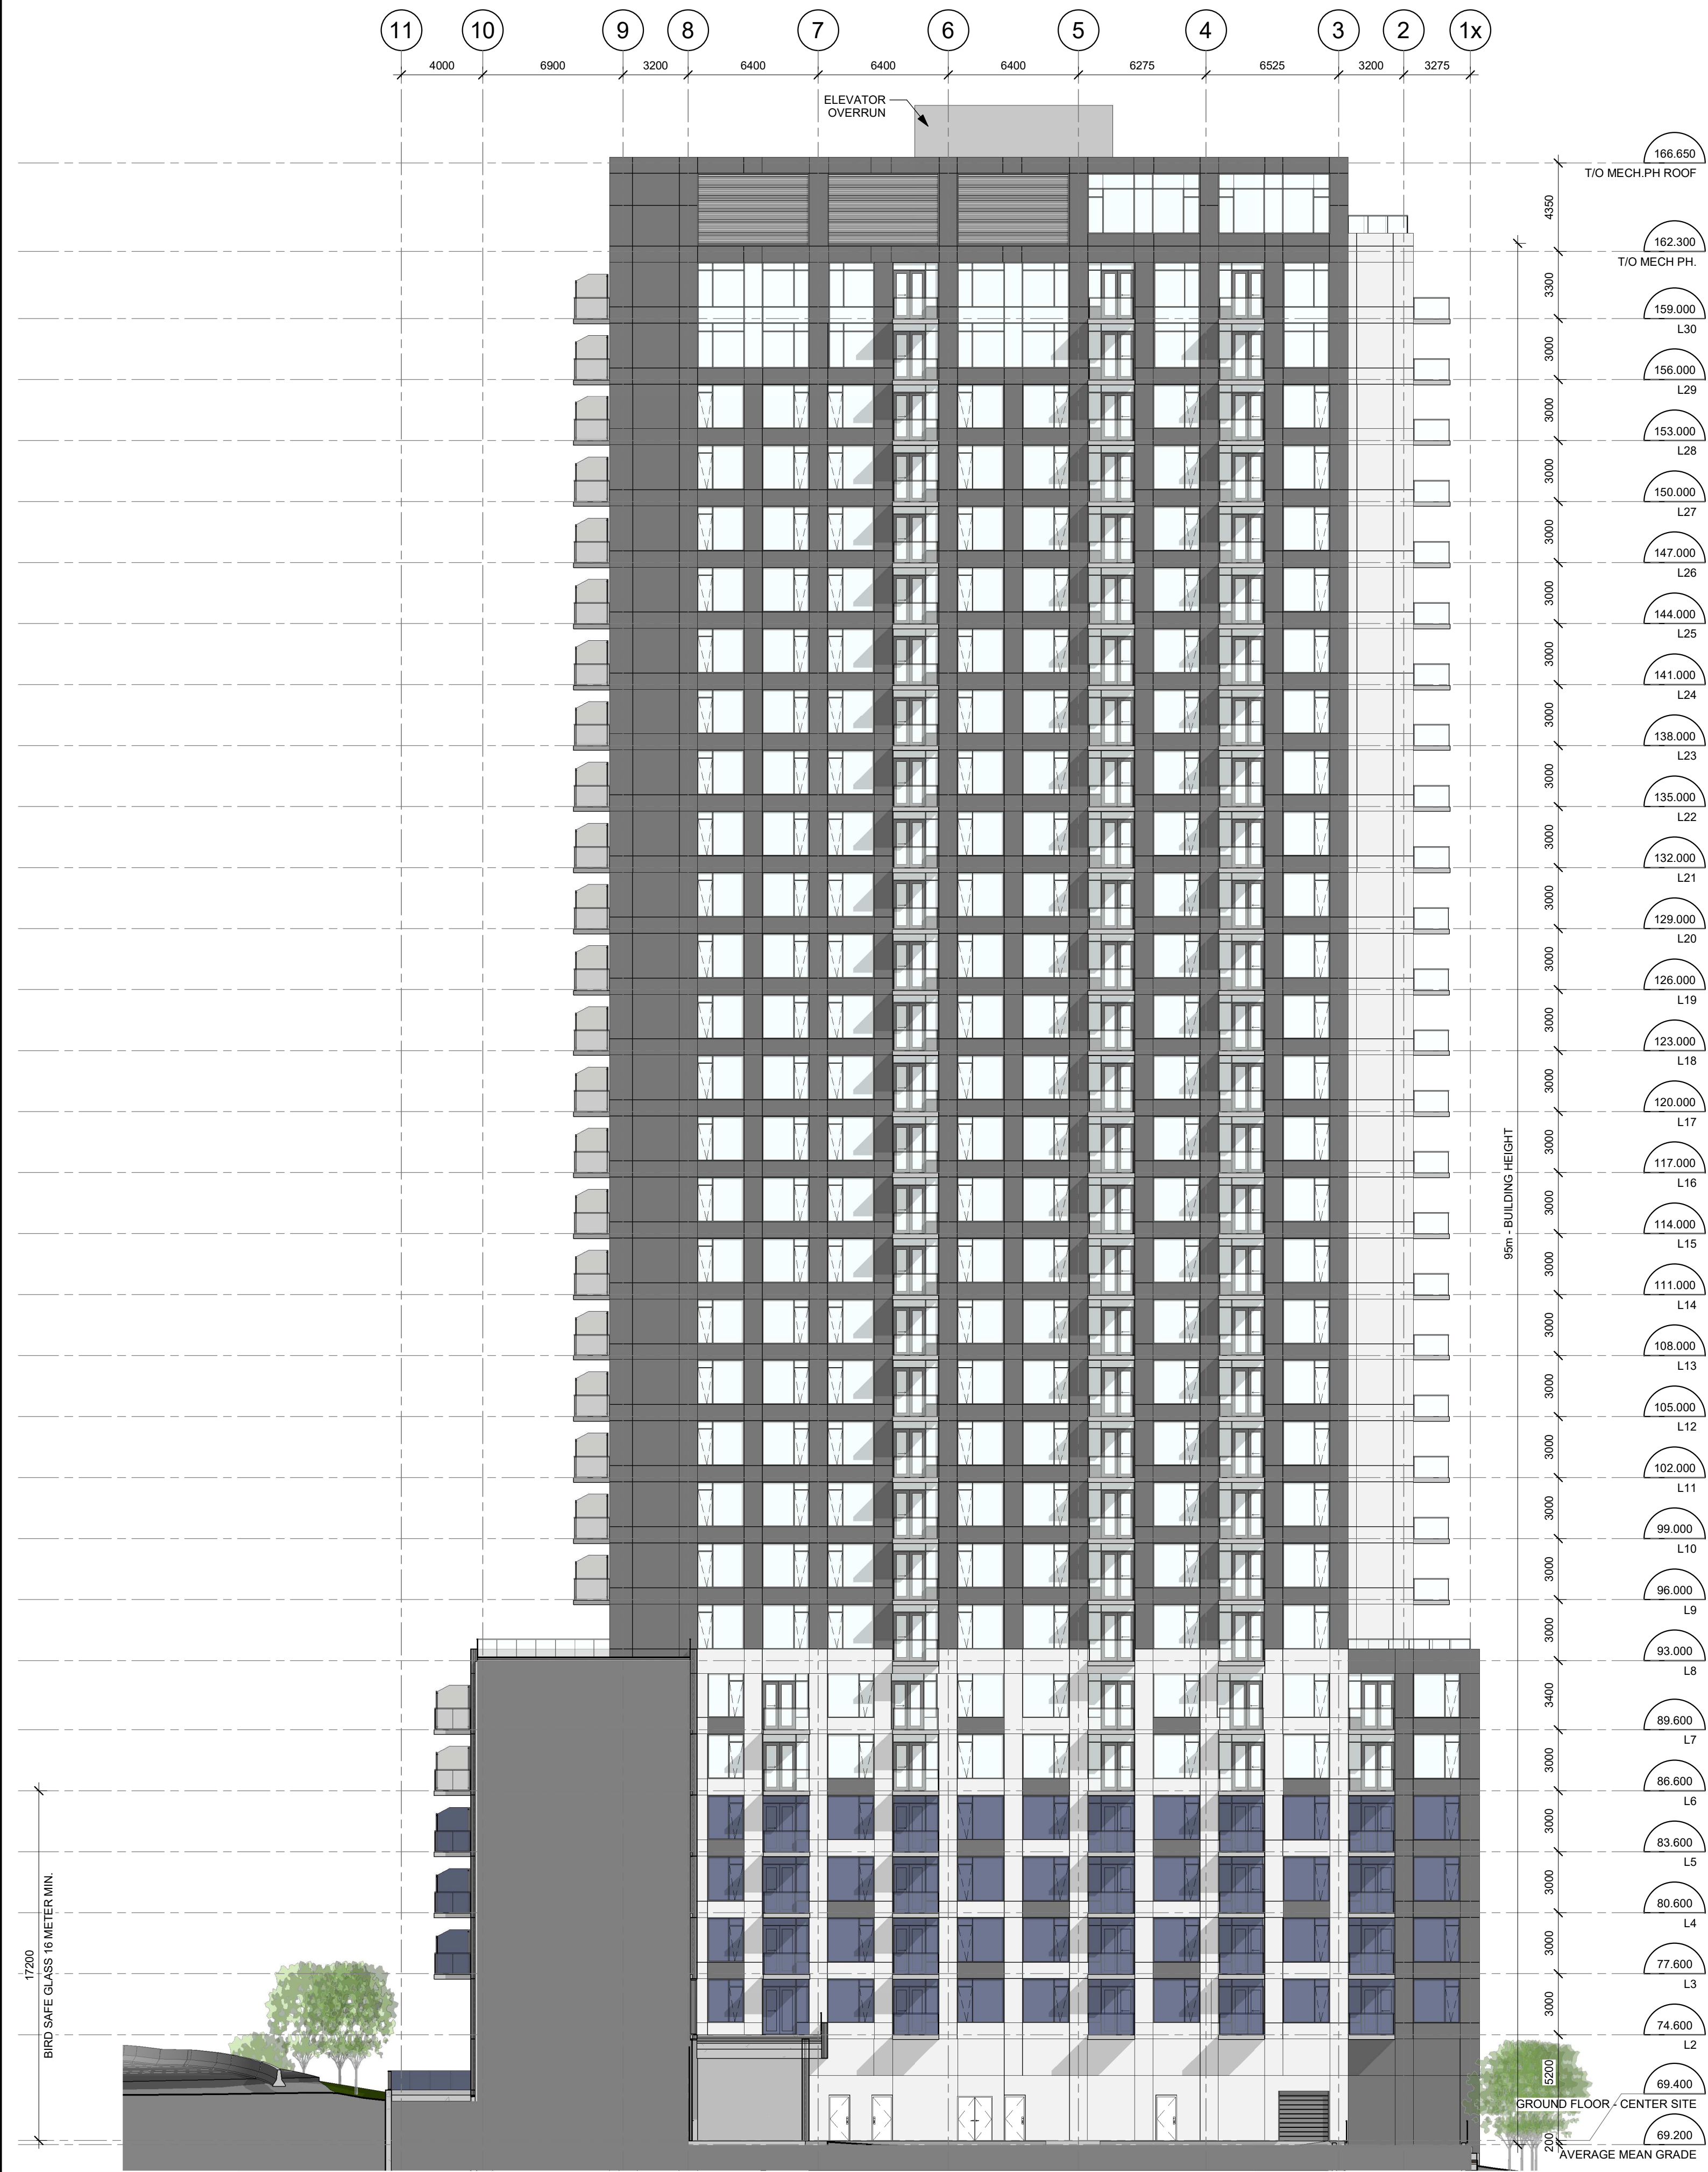 11 10 9 8 7 6 5 4 3 2 1x
4000 6900 3200 6400 6400 6400 6275 6525 3200 3275
ELEVATOR
OVERRUN
166.650
T/O MECH.PH ROOF
4350
162.300
T/O MECH PH.
3300
159.000
L30
3000
156.000
L29
3000
153.000
L28
3000
150.000
L27
3000
147.000
L26
3000
144.000
L25
3000
141.000
L24
3000
138.000
L23
3000
135.000
L22
3000
132.000
L21
3000
129.000
L20
3000
126.000
L19
3000
123.000
L18
3000
120.000
L17
3000
117.000
L16
3000
114.000
L15
3000
111.000
L14
3000
108.000
L13
3000
105.000
L12
3000
102.000
L11
3000
99.000
L10
3000
96.000
L9
3000
93.000
L8
3400
89.600
L7
3000
86.600
L6
3000
83.600
L5
3000
80.600
L4
3000
77.600
L3
3000
74.600
L2
5200
69.400
GROUND FLOOR - CENTER SITE
200
69.200
AVERAGE MEAN GRADE
95m - BUILDING HEIGHT
17200
BIRD SAFE GLASS 16 METER MIN.